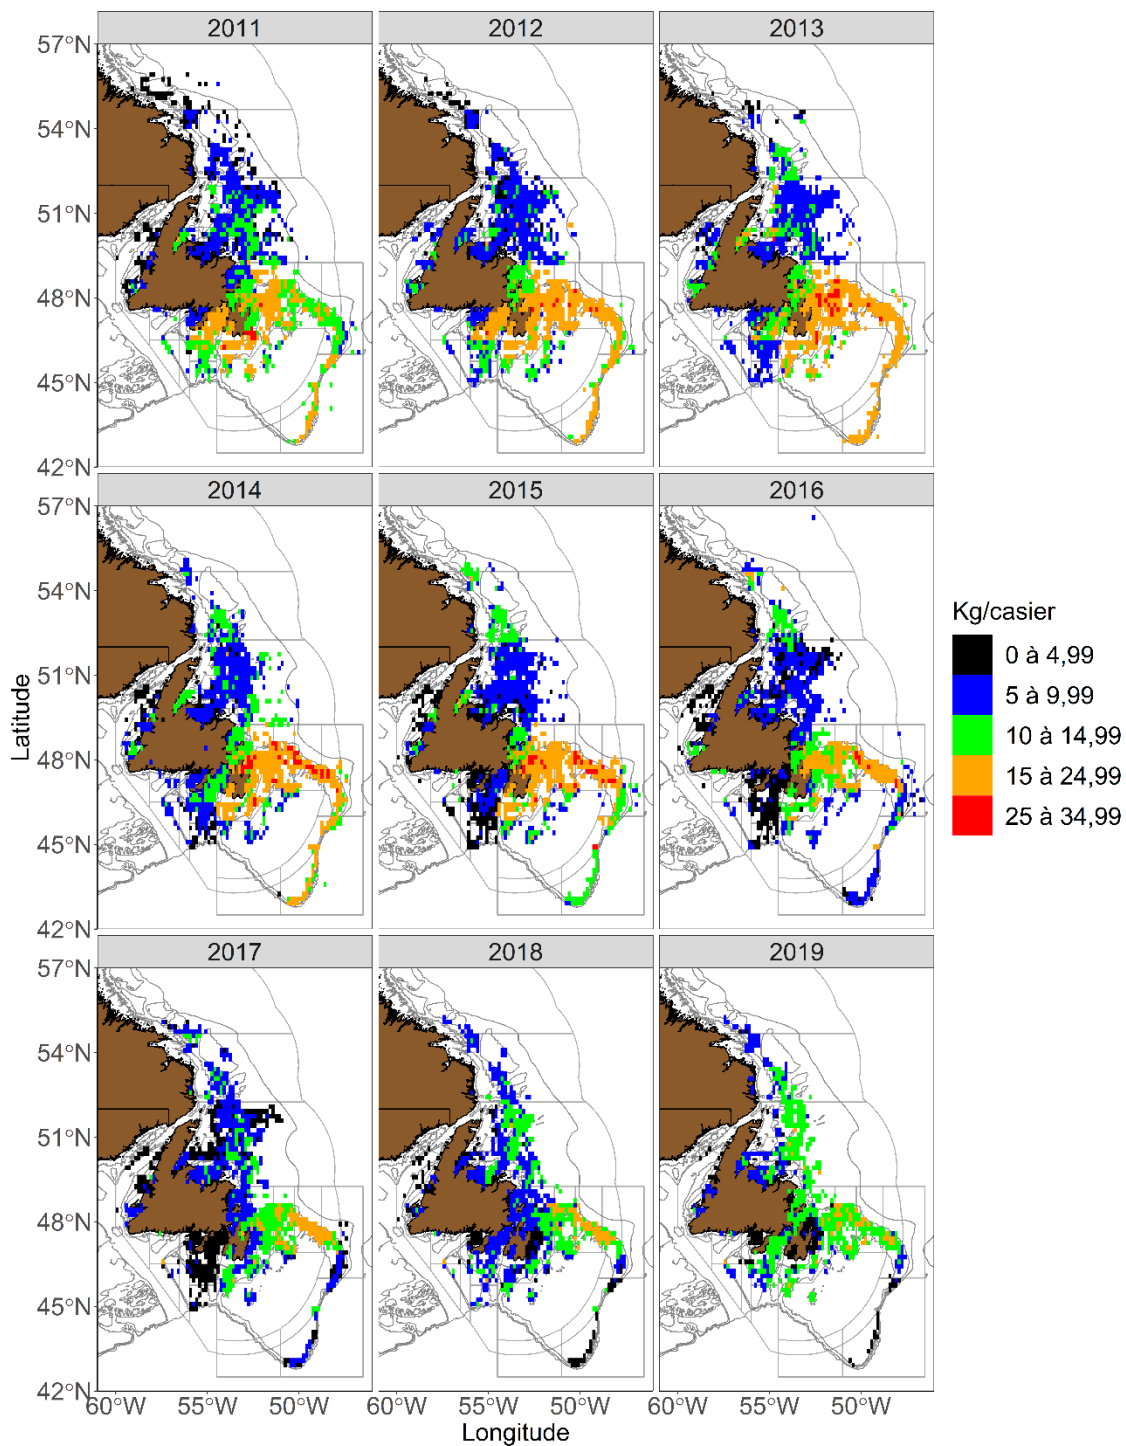 2011 2012 2013
57°N
54°N
51°N
48°N
45°N
42°N
2014 2015 2016
57°N
54°N
51°N
48°N
45°N
42°N
2017 2018 2019
57°N
54°N
51°N
48°N
45°N
42°N
60°W 55°W 50°W 60°W 55°W 50°W 60°W 55°W 50°W
Latitude
Longitude
Kg/casier
0 à 4,99
5 à 9,99
10 à 14,99
15 à 24,99
25 à 34,99